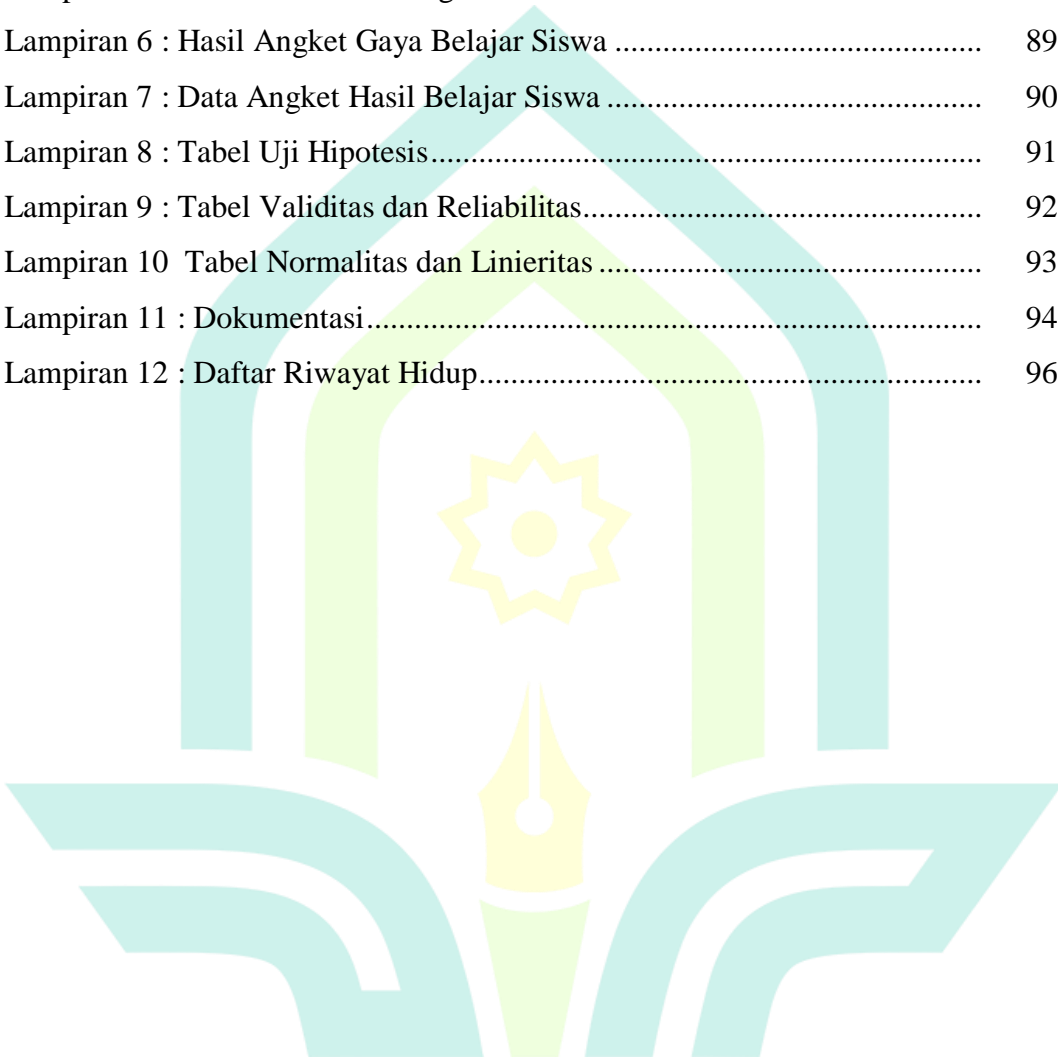 Lampiran 6 : Hasil Angket Gaya Belajar Siswa ............................................. 89
Lampiran 7 : Data Angket Hasil Belajar Siswa .............................................. 90
Lampiran 8 : Tabel Uji Hipotesis.................................................................... 91
Lampiran 9 : Tabel Validitas dan Reliabilitas................................................. 92
Lampiran 10  Tabel Normalitas dan Linieritas ............................................... 93
Lampiran 11 : Dokumentasi............................................................................ 94
Lampiran 12 : Daftar Riwayat Hidup.............................................................. 96